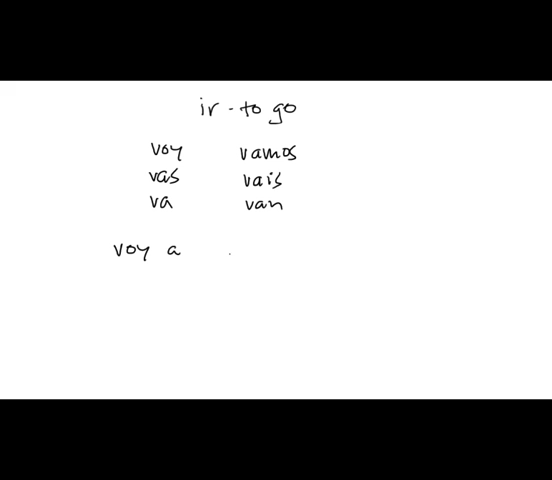 ir - to go
voy vamos
vas vais
va van
voy a